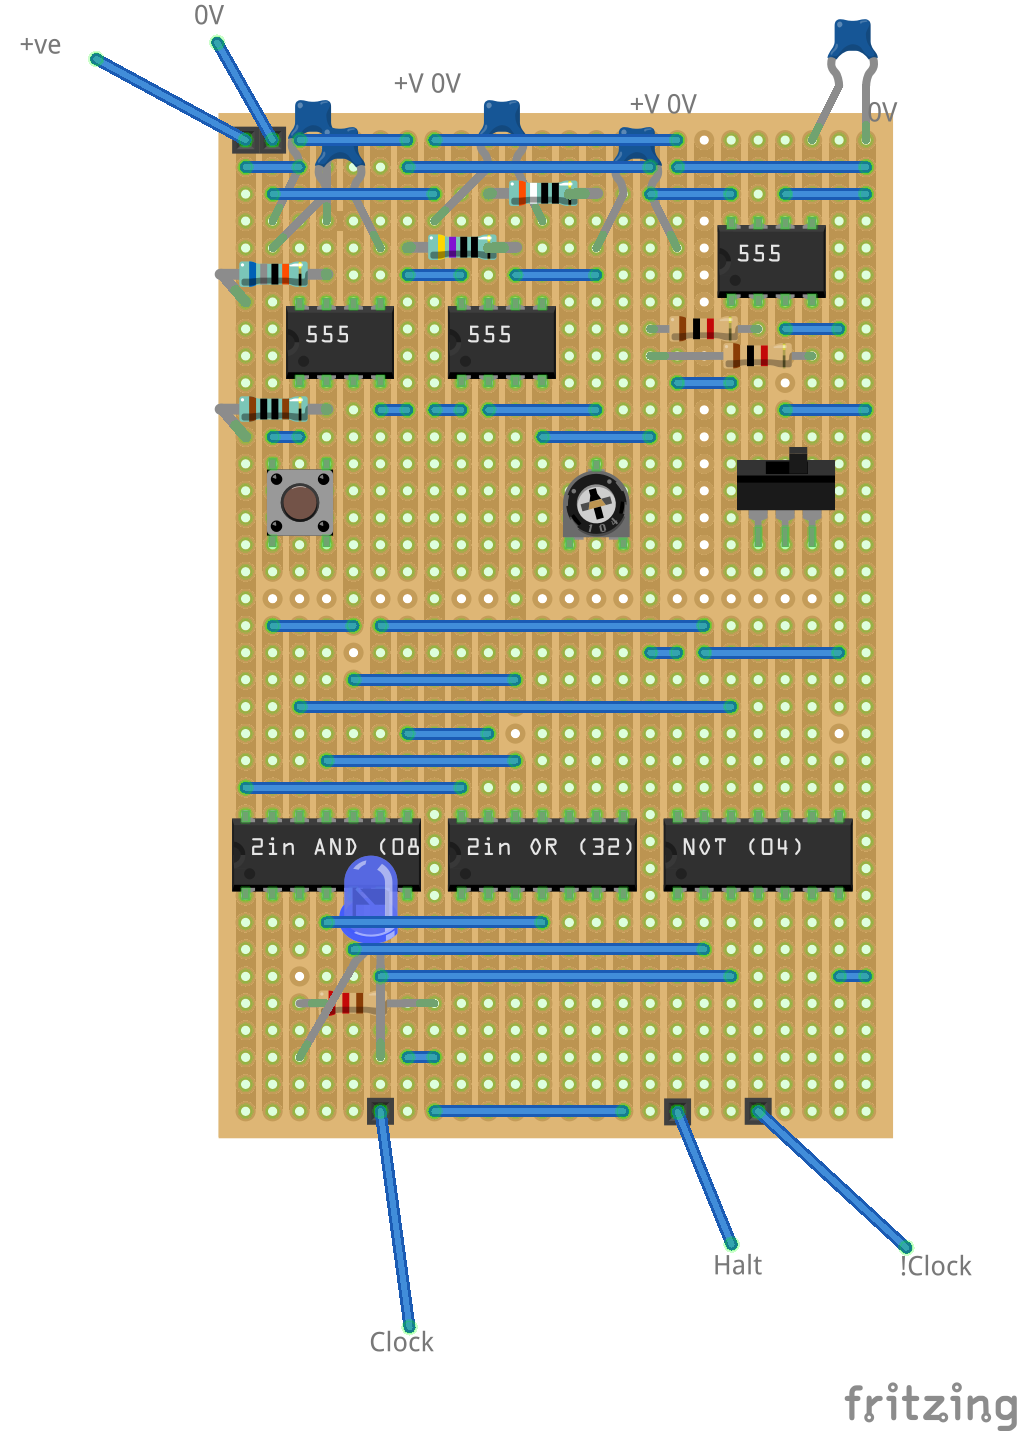 0V
+ve
+V 0V
+V 0V
0V
555
555
555
104
2in AND (08
2in OR (32)
NOT (04)
Halt
!Clock
Clock
fritzing